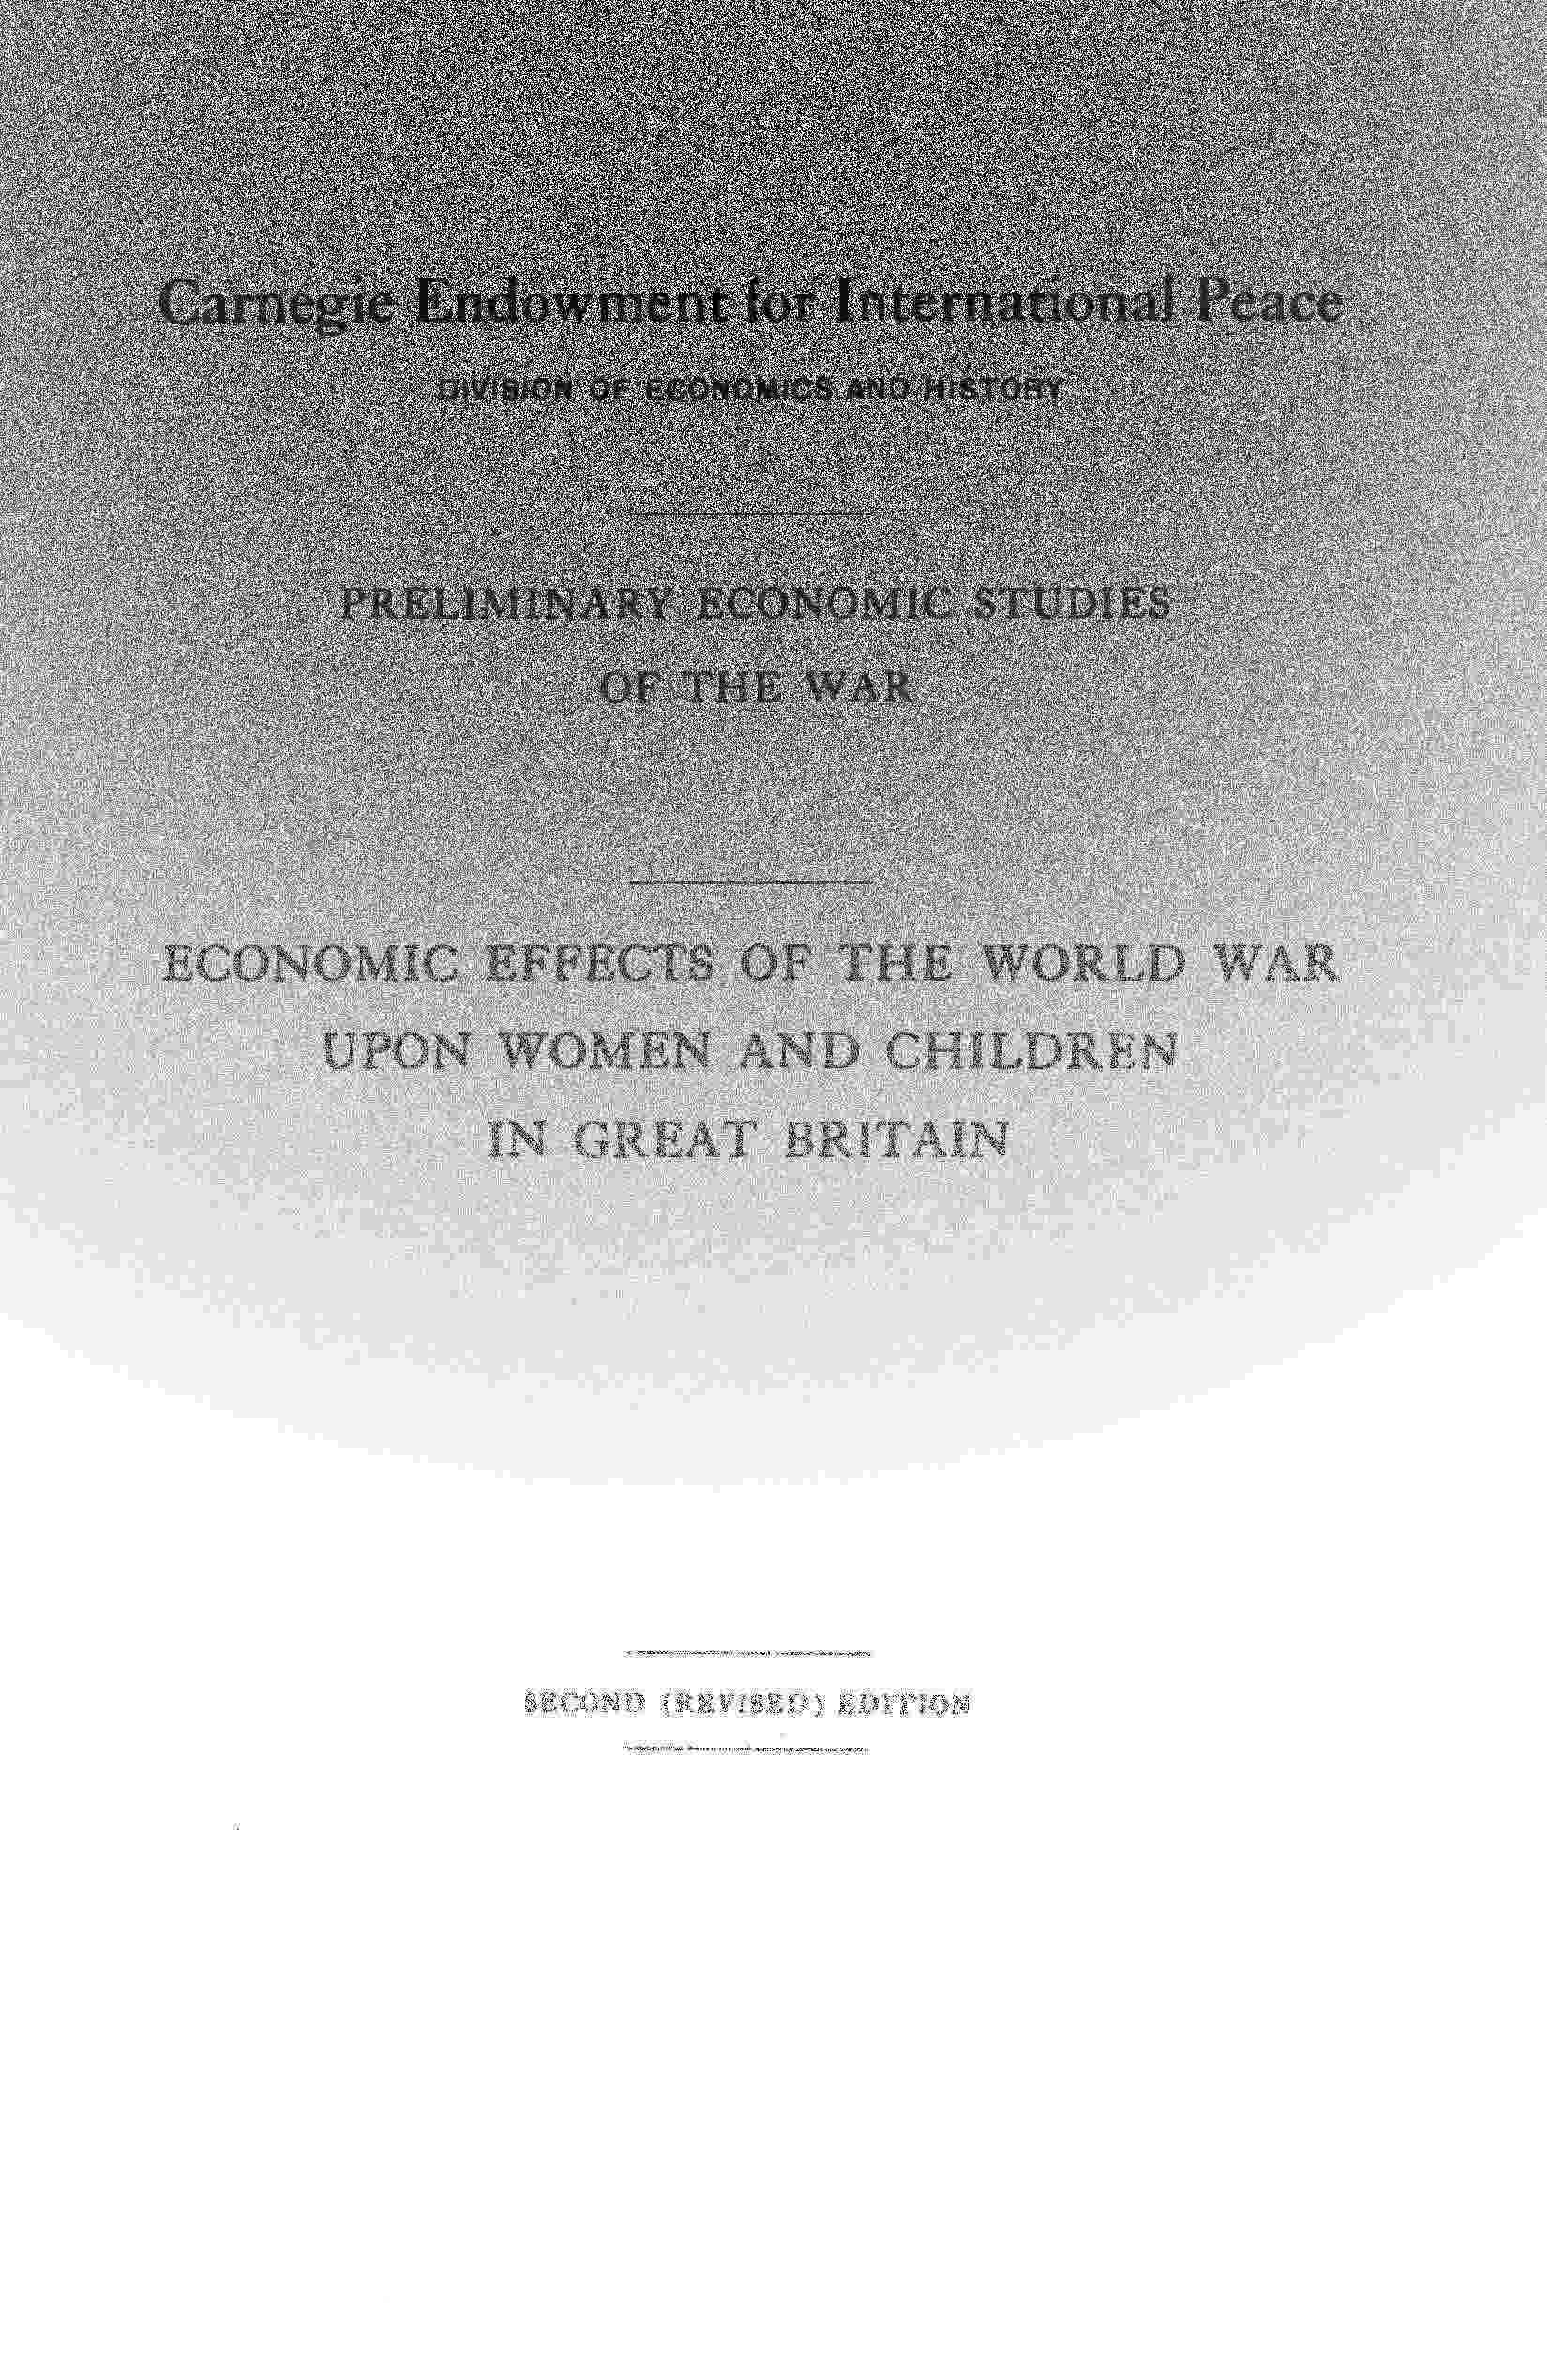 Carnegie Endowment for International Peace
DIVISION OF ECONOMICS AND HISTORY
PRELIMINARY ECONOMIC STUDIES
OF THE WAR
ECONOMIC EFFECTS OF THE WORLD WAR
UPON WOMEN AND CHILDREN
IN GREAT BRITAIN
SECOND (REVISED) EDITION